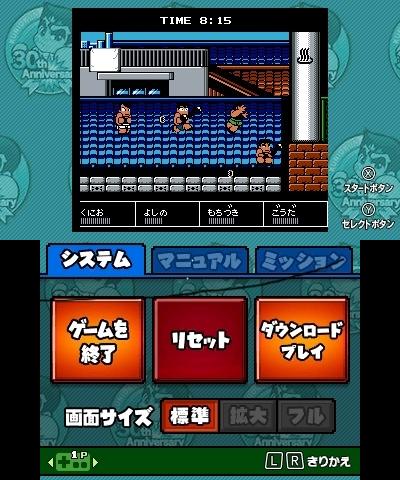 TIME 8:15
30th Anniversary
X
スタートボタン
Y
セレクトボタン
くにお よしの もちづき ごうだ
システム マニュアル ミッション
ゲームを
終了
リセット
ダウンロード
プレイ
画面サイズ 標準 拡大 フル
1P
L R きりかえ